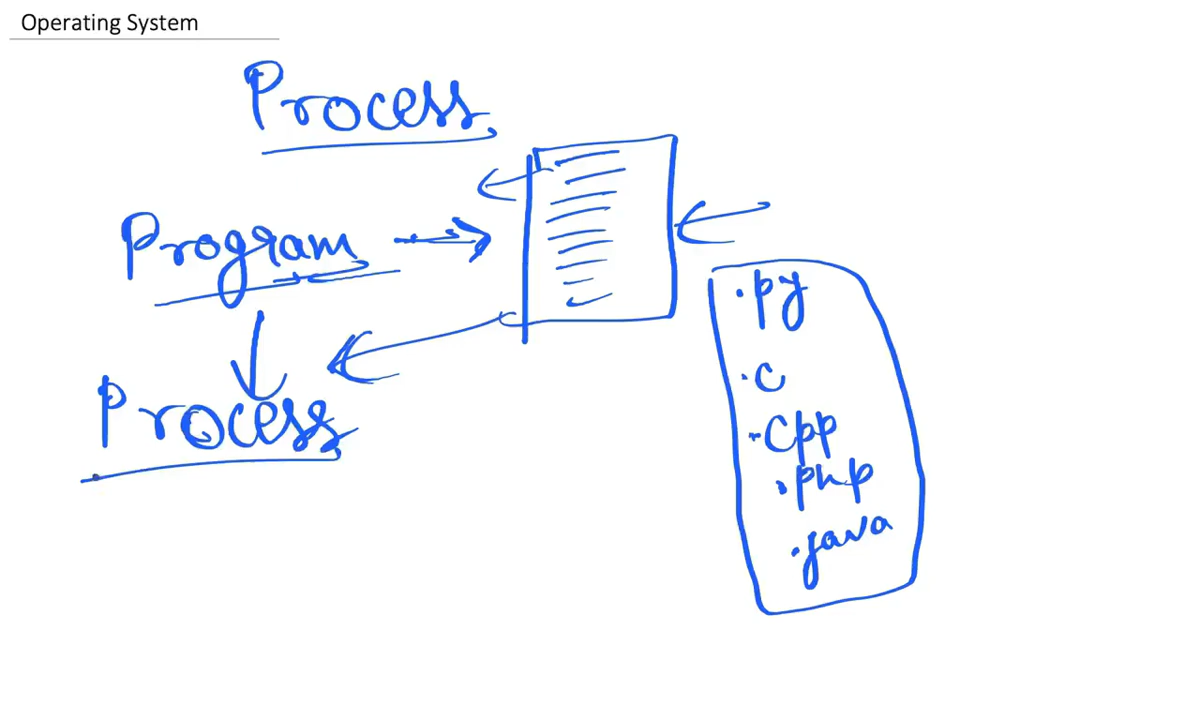 Operating System
Process
Program
Process
.py
.c
.cpp
.php
.java